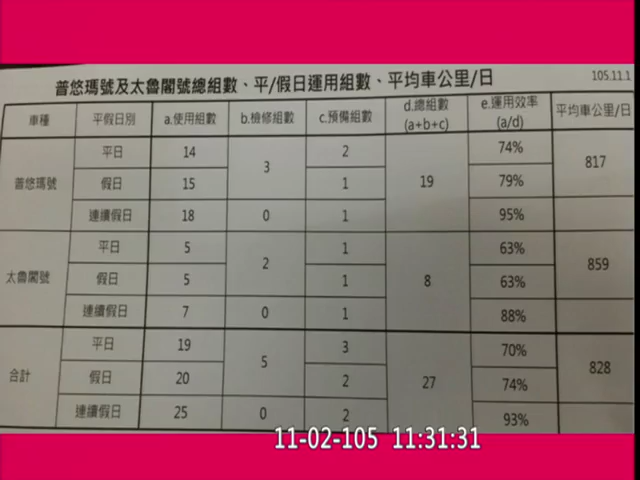 普悠瑪號及太魯閣號總組數、平/假日運用組數、平均車公里/日
105.11.1
車種 平假日別 a.使用組數 b.檢修組數 c.預備組數 d.總組數 (a+b+c) e.運用效率 (a/d) 平均車公里/日
普悠瑪號 平日 14 3 2 19 74% 817
假日 15 1 79%
連續假日 18 0 1 95%
太魯閣號 平日 5 2 1 8 63% 859
假日 5 1 63%
連續假日 7 0 1 88%
合計 平日 19 5 3 27 70% 828
假日 20 2 74%
連續假日 25 0 2 93%
11-02-105 11:31:31